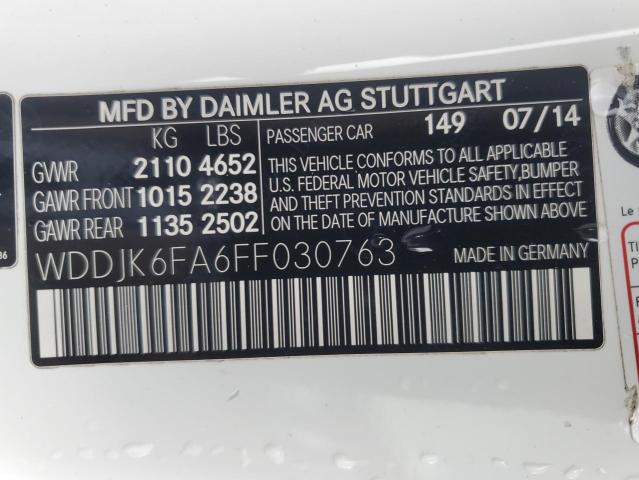 MFD BY DAIMLER AG STUTTGART
KG LBS
GVWR 2110 4652
GAWR FRONT 1015 2238
GAWR REAR 1135 2502
PASSENGER CAR 149 07/14
THIS VEHICLE CONFORMS TO ALL APPLICABLE
U.S. FEDERAL MOTOR VEHICLE SAFETY,BUMPER
AND THEFT PREVENTION STANDARDS IN EFFECT
ON THE DATE OF MANUFACTURE SHOWN ABOVE
WDDJK6FA6FF030763 MADE IN GERMANY
86
Le